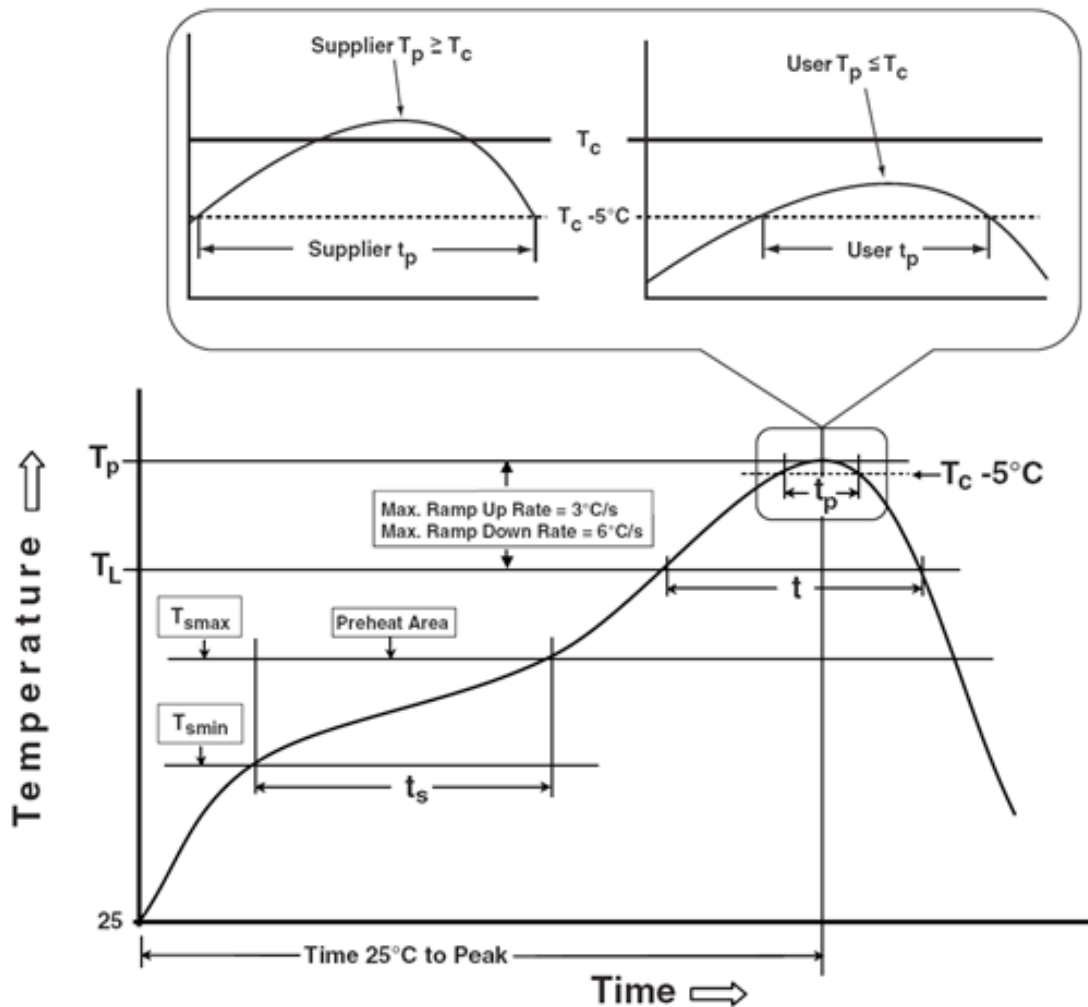 Supplier Tp ≥ Tc
User Tp ≤ Tc
Tc
Tc -5°C
Supplier tp
User tp
Tp
Tc -5°C
tp
Max. Ramp Up Rate = 3°C/s
Max. Ramp Down Rate = 6°C/s
TL
t
Tsmax
Preheat Area
Tsmin
ts
Temperature
25
Time 25°C to Peak
Time